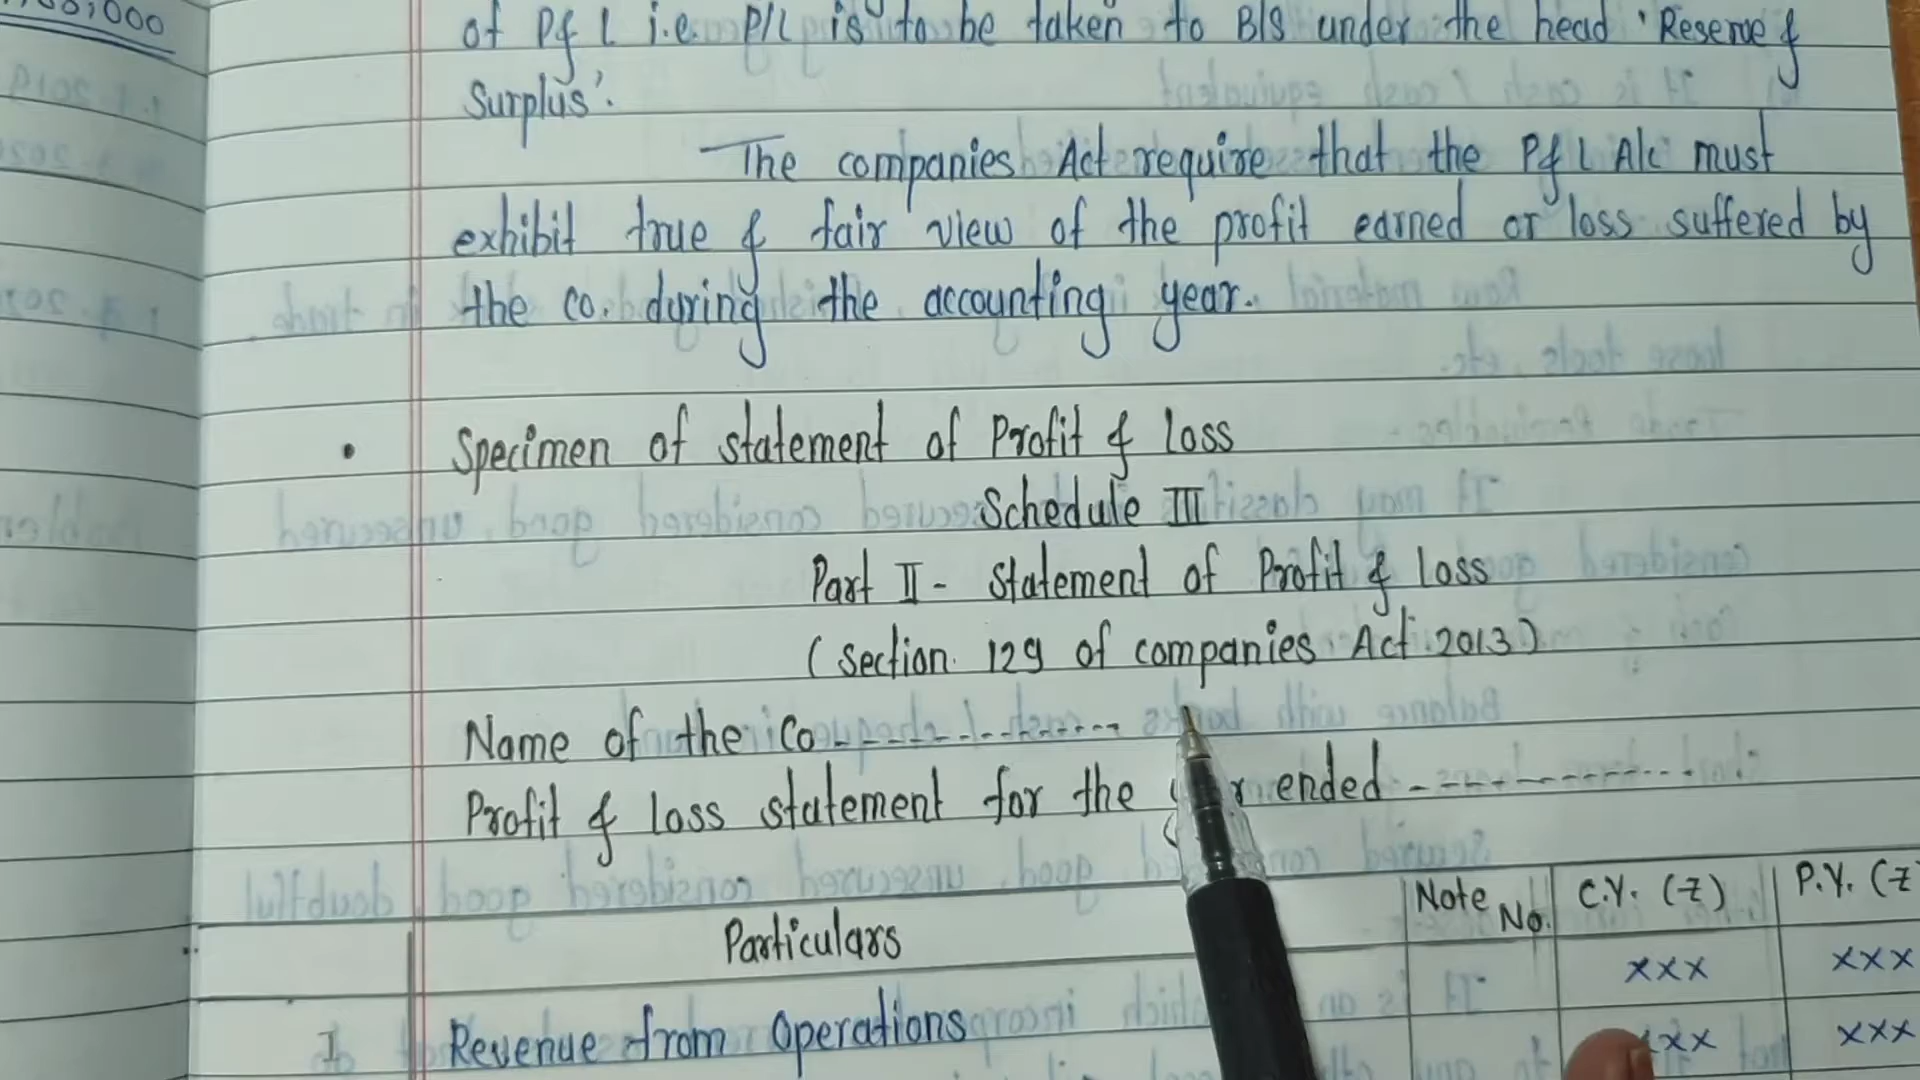 ,000
of P & L i.e. P/L is to be taken to B/S under the head 'Reserve &
Surplus'.
The companies Act require that the P & L A/c must
exhibit true & fair view of the profit earned or loss suffered by
the co. during the accounting year.
• Specimen of statement of Profit & Loss
Schedule III
Part II - Statement of Profit & Loss
(Section 129 of companies Act 2013)
Name of the Co------------
Profit & loss statement for the ended ------------
Particulars Note No. C.Y. (₹) P.Y. (₹
xxx xxx
I Revenue from Operations xx xxx